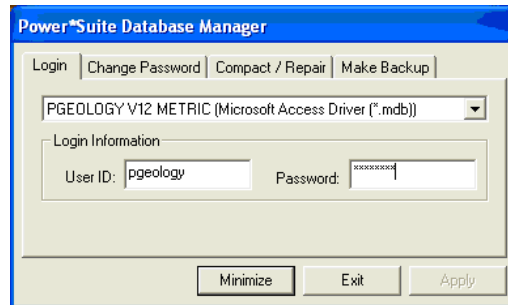 Power*Suite Database Manager
Login Change Password Compact / Repair Make Backup
PGEOLOGY V12 METRIC (Microsoft Access Driver (*.mdb))
Login Information
User ID: pgeology Password: ********
Minimize Exit Apply